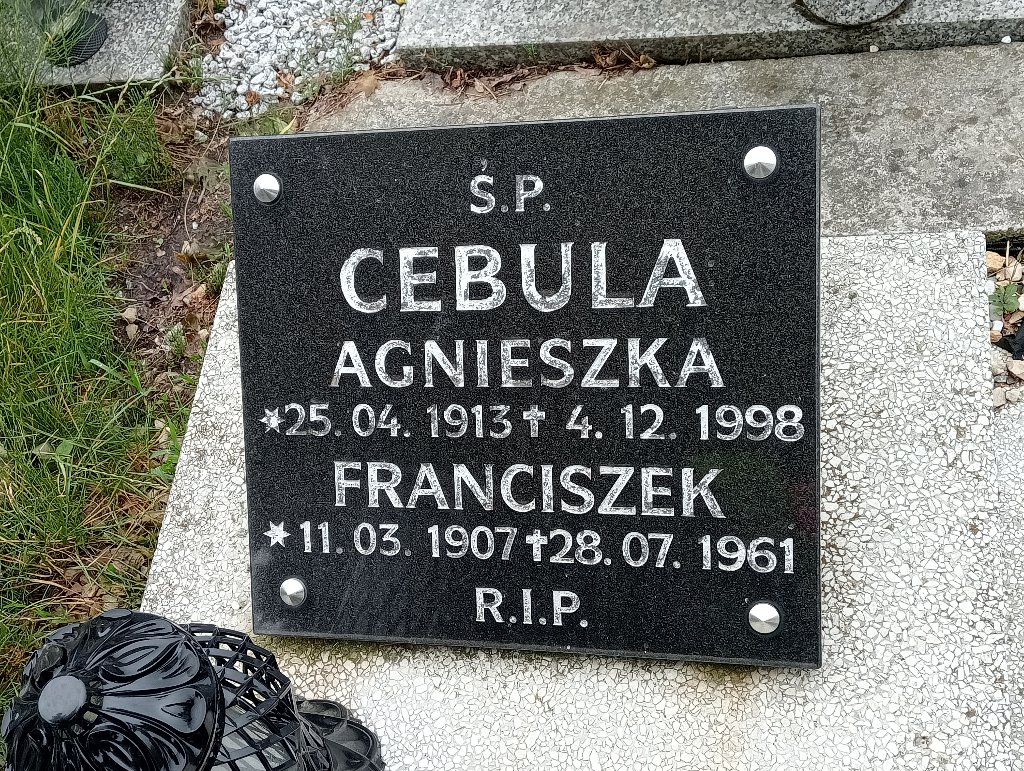 Ś.P.
CEBULA
AGNIESZKA
*25. 04. 1913 † 4. 12. 1998
FRANCISZEK
* 11. 03. 1907 † 28. 07. 1961
R.I.P.